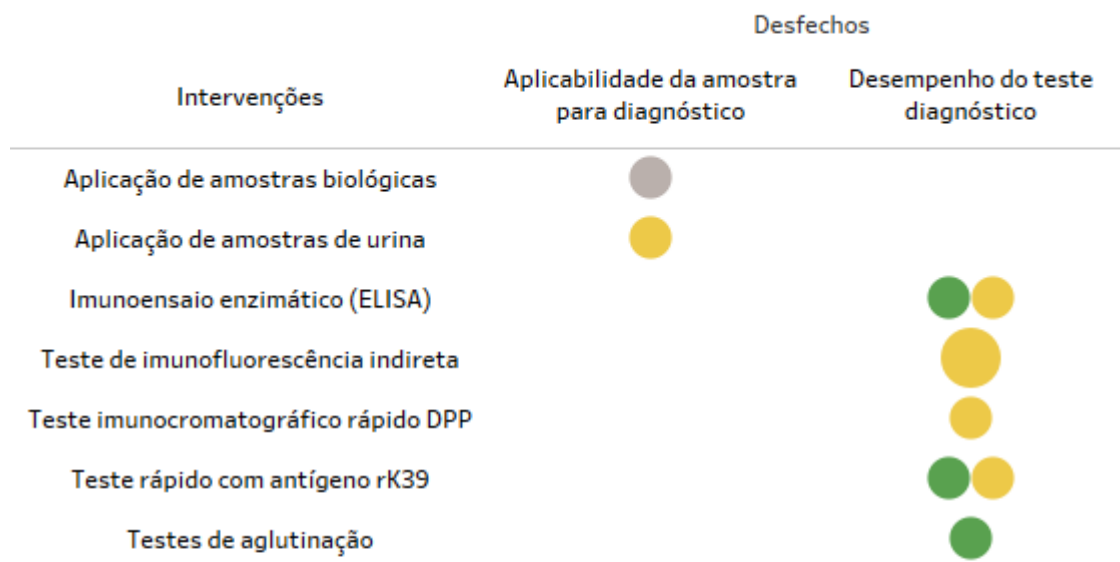 Desfechos
Intervenções
Aplicabilidade da amostra
para diagnóstico
Desempenho do teste
diagnóstico
Aplicação de amostras biológicas
Aplicação de amostras de urina
Imunoensaio enzimático (ELISA)
Teste de imunofluorescência indireta
Teste imunocromatográfico rápido DPP
Teste rápido com antígeno rK39
Testes de aglutinação